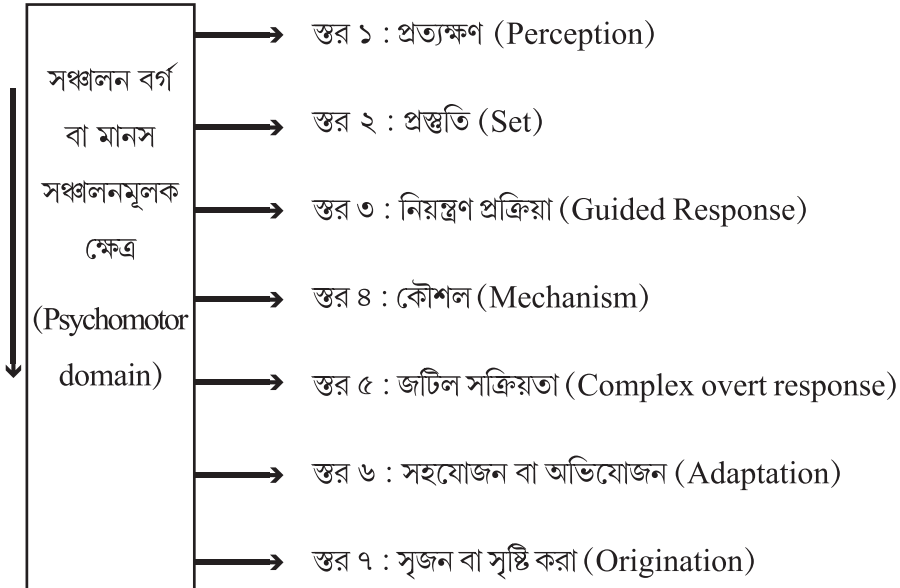 সঞ্চালন বর্গ
বা মানস
সঞ্চালনমূলক
ক্ষেত্র
(Psychomotor
domain)
স্তর ১ : প্রত্যক্ষণ (Perception)
স্তর ২ : প্রস্তুতি (Set)
স্তর ৩ : নিয়ন্ত্রণ প্রক্রিয়া (Guided Response)
স্তর ৪ : কৌশল (Mechanism)
স্তর ৫ : জটিল সক্রিয়তা (Complex overt response)
স্তর ৬ : সহযোজন বা অভিযোজন (Adaptation)
স্তর ৭ : সৃজন বা সৃষ্টি করা (Origination)